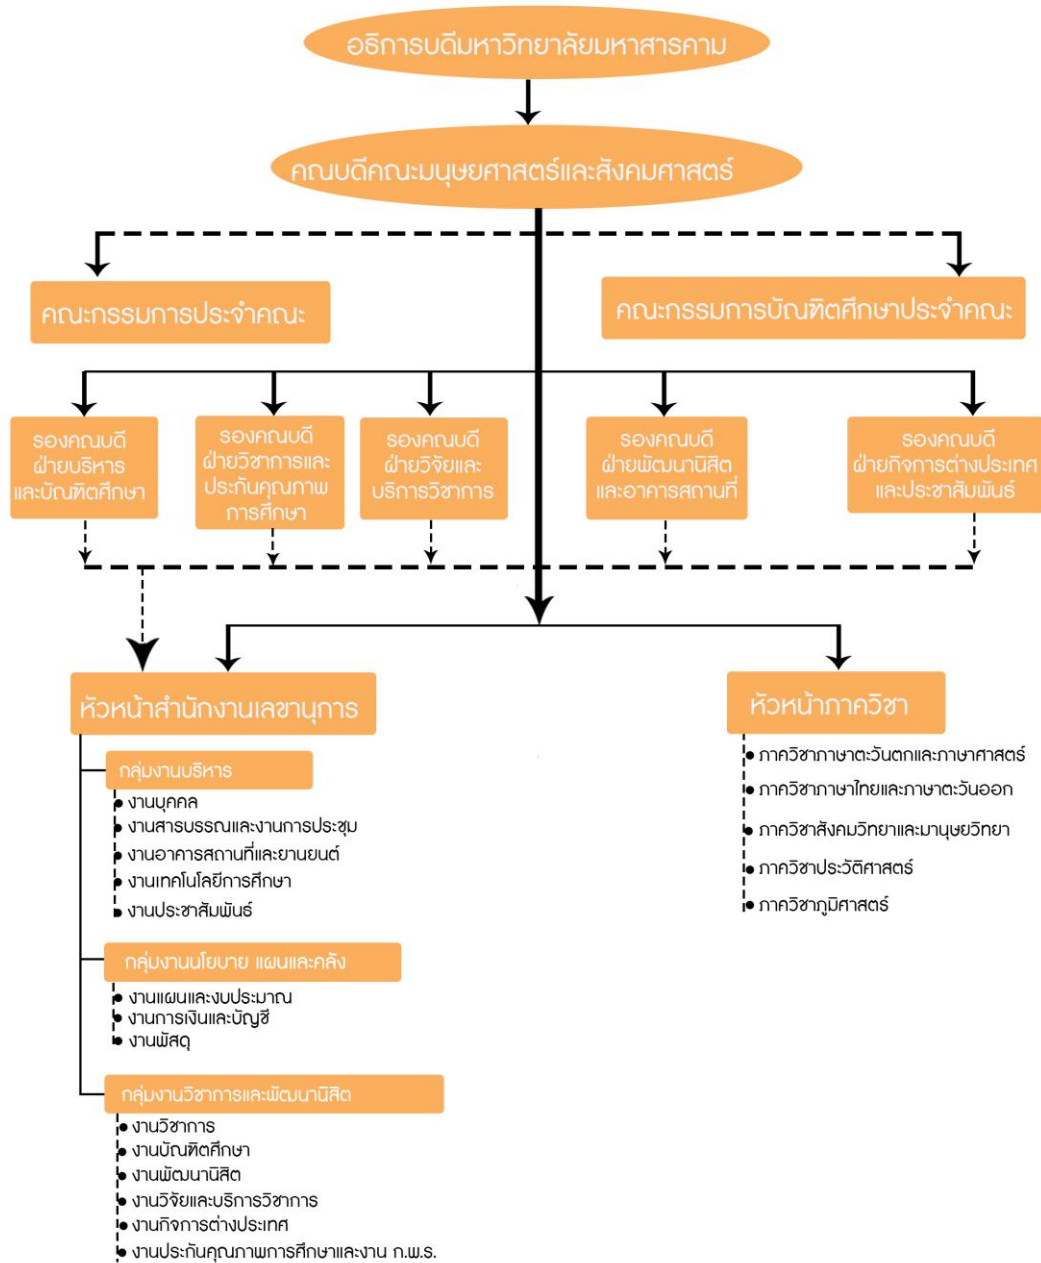 อธิการบดีมหาวิทยาลัยมหาสารคาม
คณบดีคณะมนุษยศาสตร์และสังคมศาสตร์
คณะกรรมการประจำคณะ
คณะกรรมการบัณฑิตศึกษาประจำคณะ
รองคณบดี
ฝ่ายบริหาร
และบัณฑิตศึกษา
รองคณบดี
ฝ่ายวิชาการและ
ประกันคุณภาพ
การศึกษา
รองคณบดี
ฝ่ายวิจัยและ
บริการวิชาการ
รองคณบดี
ฝ่ายพัฒนานิสิต
และอาคารสถานที่
รองคณบดี
ฝ่ายกิจการต่างประเทศ
และประชาสัมพันธ์
หัวหน้าสำนักงานเลขานุการ
กลุ่มงานบริหาร
งานบุคคล
งานสารบรรณและงานการประชุม
งานอาคารสถานที่และยานยนต์
งานเทคโนโลยีการศึกษา
งานประชาสัมพันธ์
กลุ่มงานนโยบาย แผนและคลัง
งานแผนและงบประมาณ
งานการเงินและบัญชี
งานพัสดุ
กลุ่มงานวิชาการและพัฒนานิสิต
งานวิชาการ
งานบัณฑิตศึกษา
งานพัฒนานิสิต
งานวิจัยและบริการวิชาการ
งานกิจการต่างประเทศ
งานประกันคุณภาพการศึกษาและงาน ก.พ.ร.
หัวหน้าภาควิชา
ภาควิชาภาษาตะวันตกและภาษาศาสตร์
ภาควิชาภาษาไทยและภาษาตะวันออก
ภาควิชาสังคมวิทยาและมานุษยวิทยา
ภาควิชาประวัติศาสตร์
ภาควิชาภูมิศาสตร์